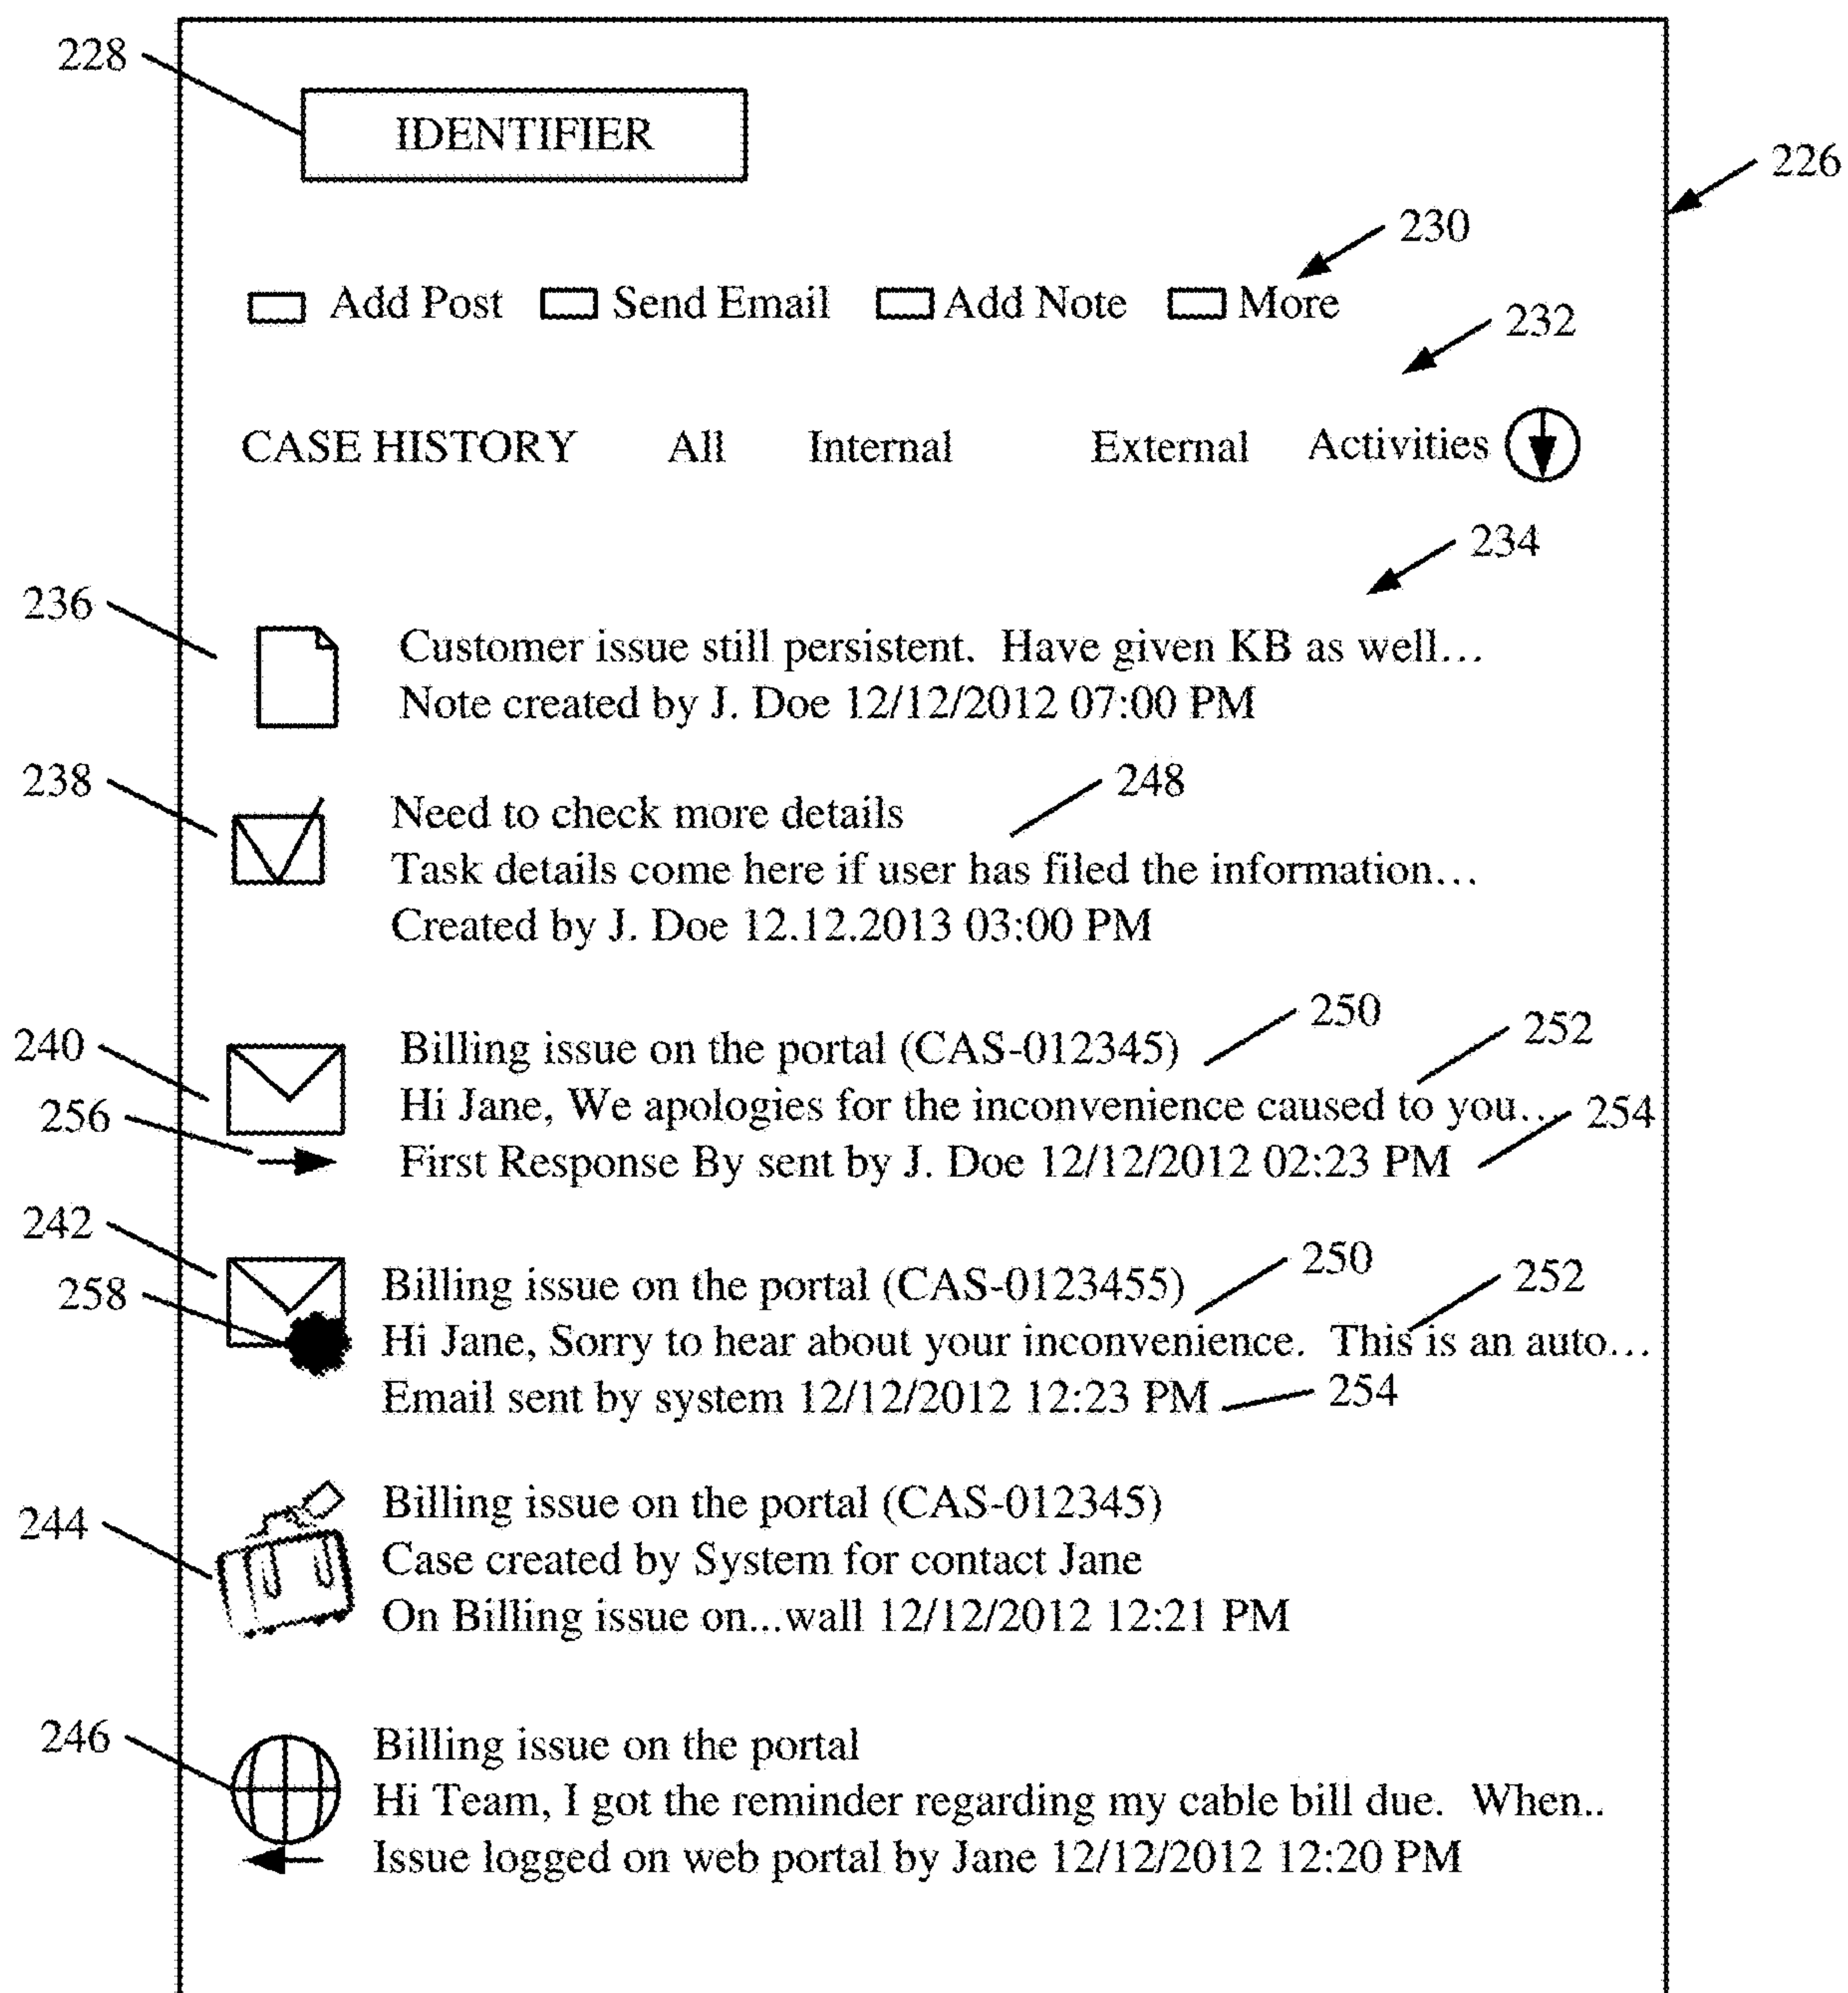 228
IDENTIFIER
226
230
Add Post Send Email Add Note More
232
CASE HISTORY All Internal External Activities
234
236
Customer issue still persistent. Have given KB as well...
Note created by J. Doe 12/12/2012 07:00 PM
238
248
Need to check more details
Task details come here if user has filed the information...
Created by J. Doe 12.12.2013 03:00 PM
250
252
240
Billing issue on the portal (CAS-012345)
Hi Jane, We apologies for the inconvenience caused to you...
254
256
First Response By sent by J. Doe 12/12/2012 02:23 PM
242
250
252
258
Billing issue on the portal (CAS-0123455)
Hi Jane, Sorry to hear about your inconvenience. This is an auto...
Email sent by system 12/12/2012 12:23 PM
254
244
Billing issue on the portal (CAS-012345)
Case created by System for contact Jane
On Billing issue on...wall 12/12/2012 12:21 PM
246
Billing issue on the portal
Hi Team, I got the reminder regarding my cable bill due. When..
Issue logged on web portal by Jane 12/12/2012 12:20 PM